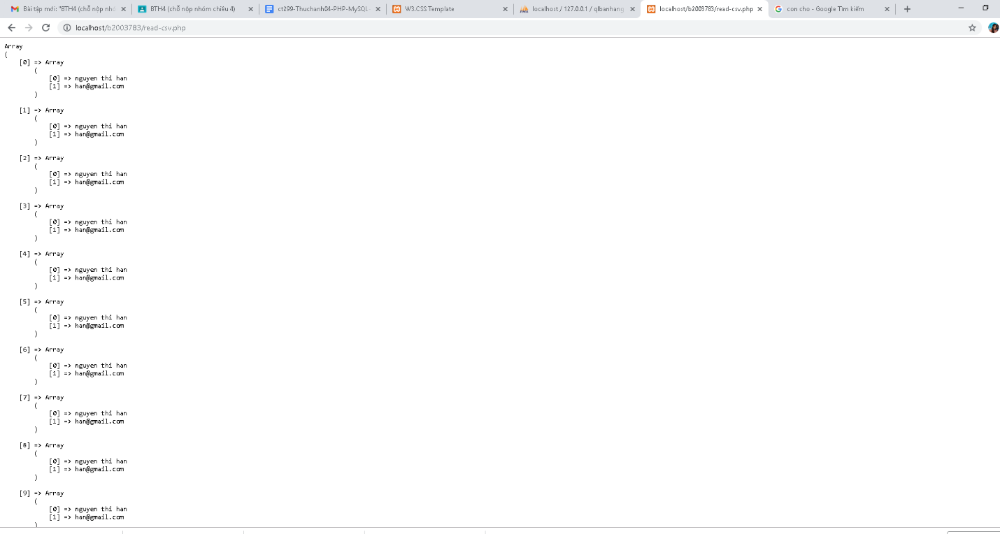 Bài tập mới: "BTH4 (chỗ nộp nhó
BTH4 (chỗ nộp nhóm chiều 4)
ct299-Thuchanh04-PHP-MySQL -
W3.CSS Template
localhost / 127.0.0.1 / qlbanhang
localhost/b2003783/read-csv.php
con cho - Google Tìm kiếm
localhost/b2003783/read-csv.php
Array
(
[0] => Array
(
[0] => nguyen thi han
[1] => han@gmail.com
)
[1] => Array
(
[0] => nguyen thi han
[1] => han@gmail.com
)
[2] => Array
(
[0] => nguyen thi han
[1] => han@gmail.com
)
[3] => Array
(
[0] => nguyen thi han
[1] => han@gmail.com
)
[4] => Array
(
[0] => nguyen thi han
[1] => han@gmail.com
)
[5] => Array
(
[0] => nguyen thi han
[1] => han@gmail.com
)
[6] => Array
(
[0] => nguyen thi han
[1] => han@gmail.com
)
[7] => Array
(
[0] => nguyen thi han
[1] => han@gmail.com
)
[8] => Array
(
[0] => nguyen thi han
[1] => han@gmail.com
)
[9] => Array
(
[0] => nguyen thi han
[1] => han@gmail.com
)